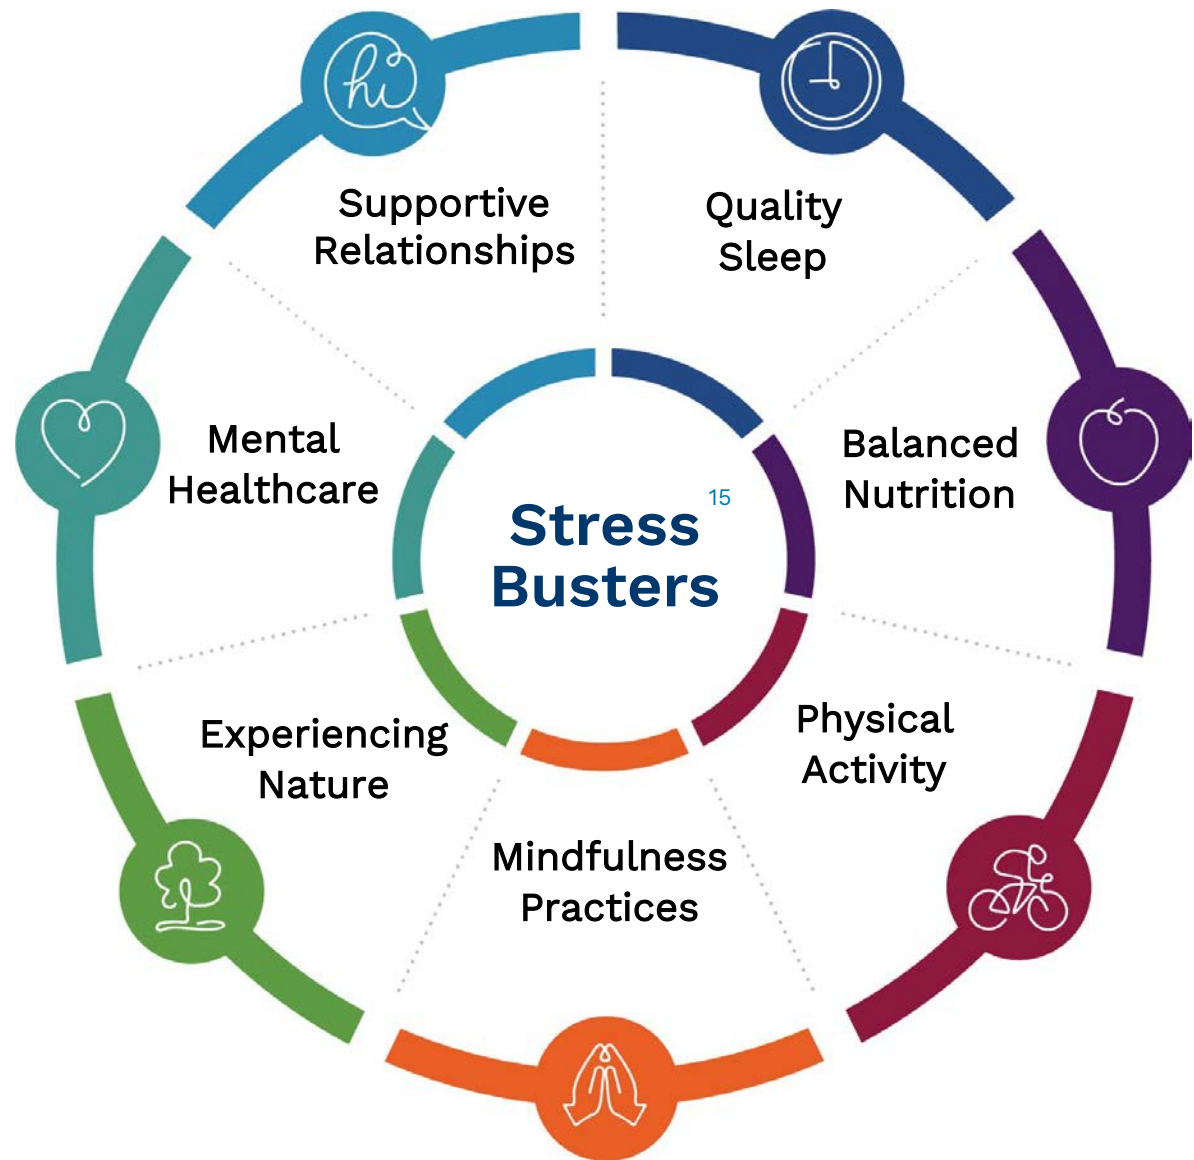 hi
Supportive
Relationships
Quality
Sleep
Balanced
Nutrition
Physical
Activity
Mindfulness
Practices
Experiencing
Nature
Mental
Healthcare
Stress 15
Busters